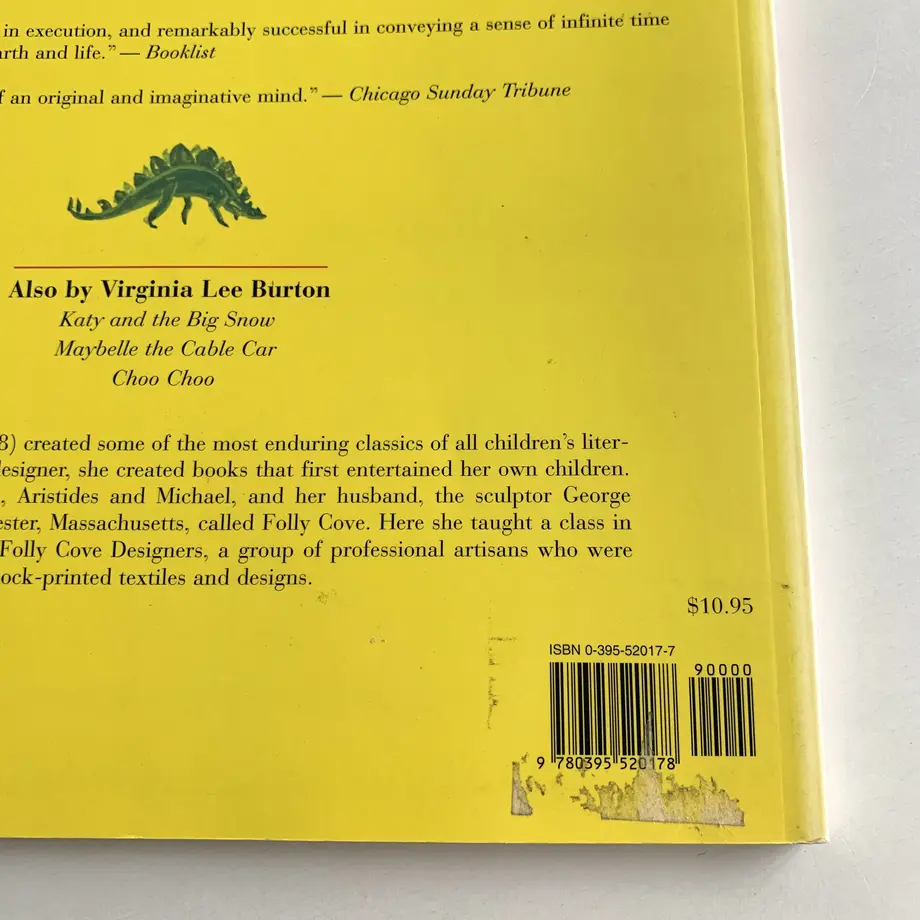 in execution, and remarkably successful in conveying a sense of infinite time
arth and life.” — Booklist
f an original and imaginative mind.” — Chicago Sunday Tribune
Also by Virginia Lee Burton
Katy and the Big Snow
Maybelle the Cable Car
Choo Choo
8) created some of the most enduring classics of all children’s liter-
esigner, she created books that first entertained her own children.
, Aristides and Michael, and her husband, the sculptor George
ester, Massachusetts, called Folly Cove. Here she taught a class in
Folly Cove Designers, a group of professional artisans who were
ock-printed textiles and designs.
$10.95
ISBN 0-395-52017-7
90000
9 780395 520178